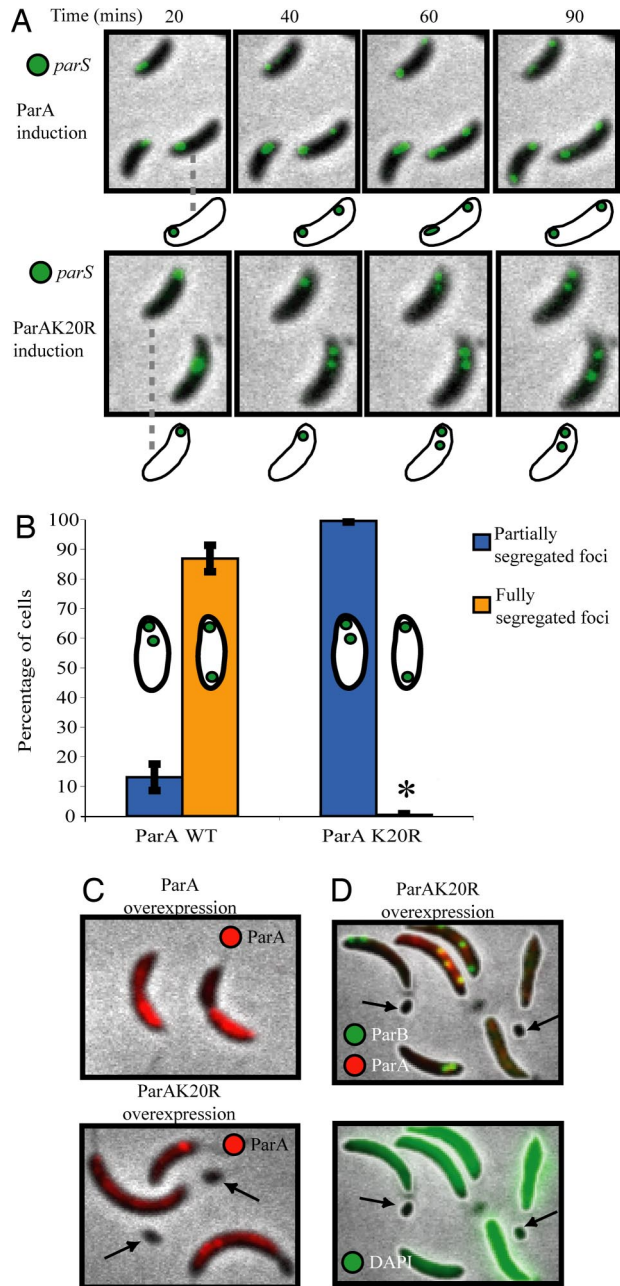 A
Time (mins) 20 40 60 90
parS
ParA
induction
parS
ParAK20R
induction
B
100
90
80
70
60
50
40
30
20
10
0
Percentage of cells
*
ParA WT
ParA K20R
Partially
segregated foci
Fully
segregated foci
C
ParA
overexpression
ParA
ParAK20R
overexpression
ParA
D
ParAK20R
overexpression
ParB
ParA
DAPI